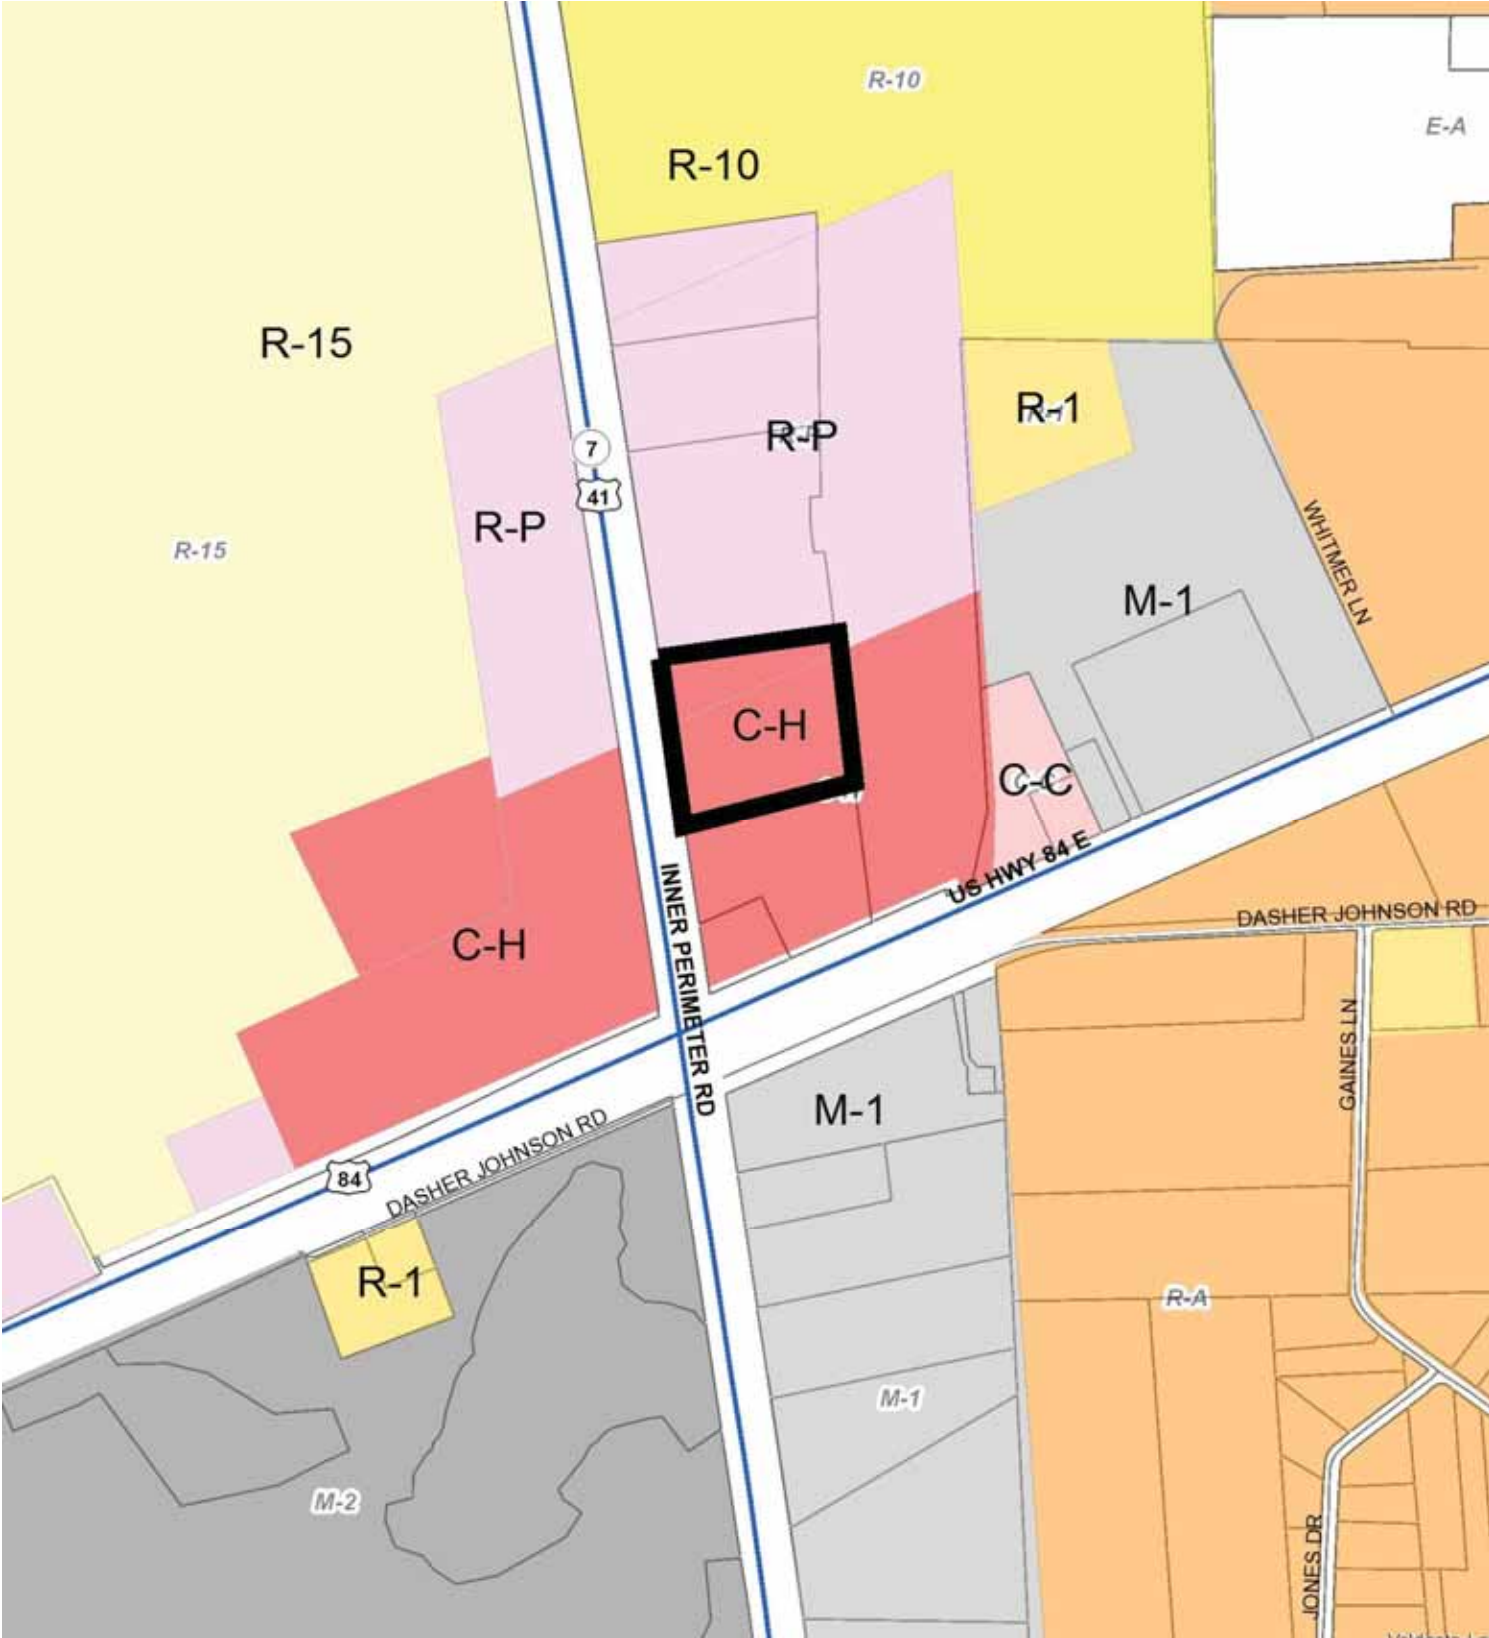 R-10
E-A
R-10
R-15
R-1
7
R-P
41
R-P
WHITMER LN
R-15
M-1
C-H
C-C
US HWY 84 E
INNER PERIMETER RD
DASHER JOHNSON RD
C-H
GAINES LN
M-1
84
DASHER JOHNSON RD
R-1
R-A
M-1
M-2
JONES DR